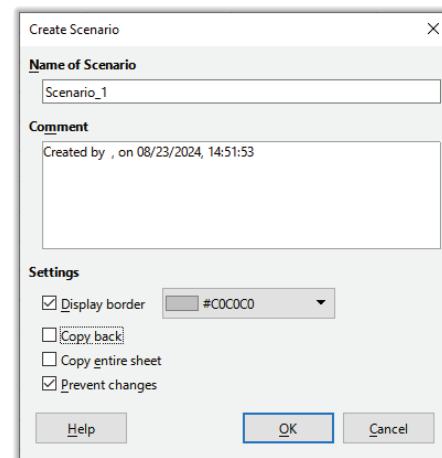 Create Scenario
Name of Scenario
Scenario_1
Comment
Created by , on 08/23/2024, 14:51:53
Settings
Display border #C0C0C0
Copy back
Copy entire sheet
Prevent changes
Help OK Cancel